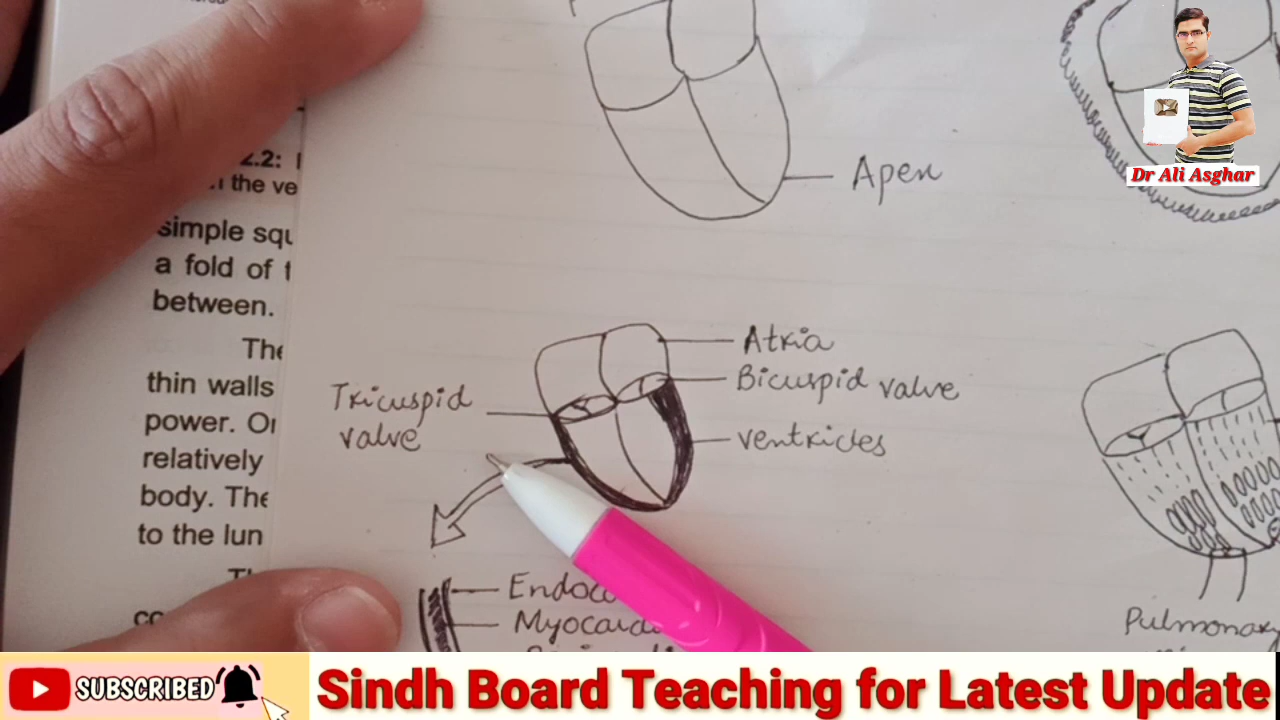 2.2:
the ve
simple squ
a fold of t
between.
The
thin walls
power. Or
relatively
body. The
to the lun
Apex
Atria
Bicuspid valve
ventricles
Tricuspid
valve
Endoca
Myocardi
Pulmonary
Dr Ali Asghar
SUBSCRIBED
Sindh Board Teaching for Latest Update